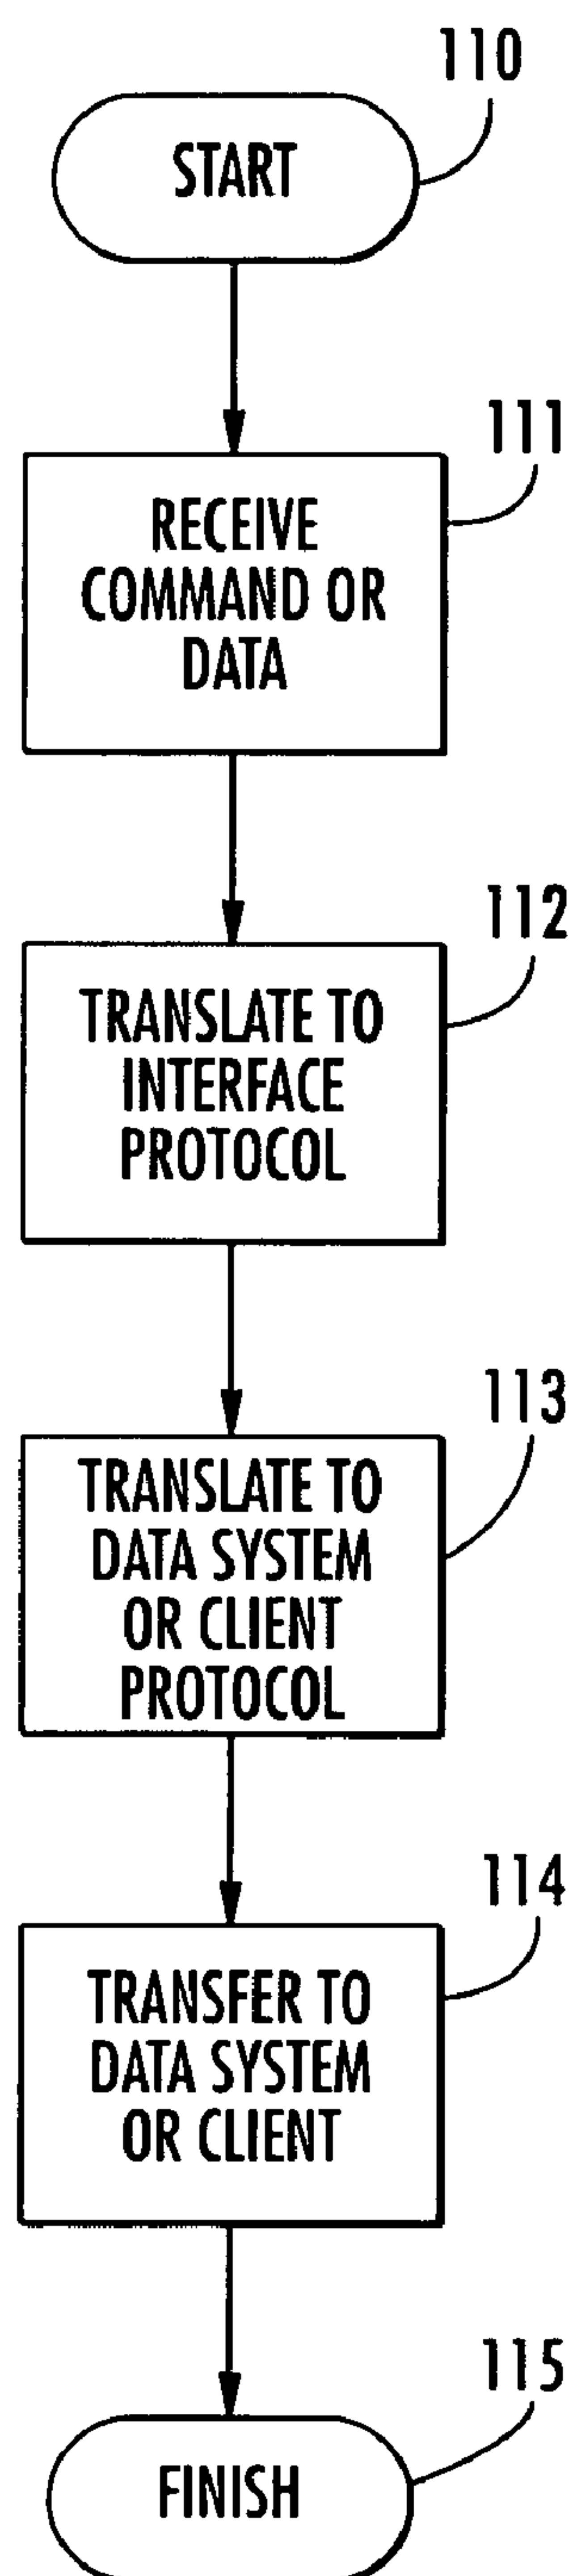 110
START
111
RECEIVE
COMMAND OR
DATA
112
TRANSLATE TO
INTERFACE
PROTOCOL
113
TRANSLATE TO
DATA SYSTEM
OR CLIENT
PROTOCOL
114
TRANSFER TO
DATA SYSTEM
OR CLIENT
115
FINISH